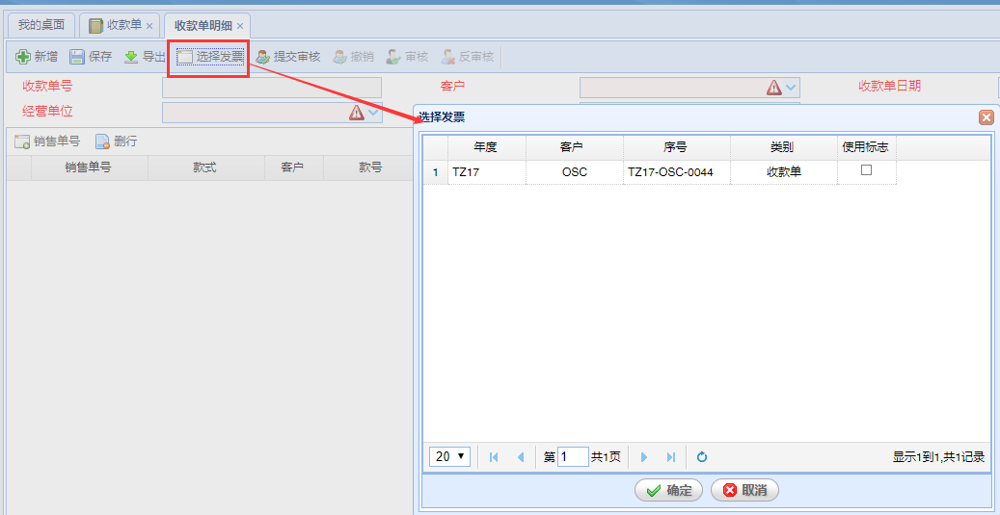 我的桌面 收款单 收款单明细
新增 保存 导出 选择发票 提交审核 撤销 审核 反审核
收款单号 客户 收款单日期
经营单位
选择发票
销售单号 删行
销售单号 款式 客户 款号
年度 客户 序号 类别 使用标志
1 TZ17 OSC TZ17-OSC-0044 收款单
20 第 1 共1页 显示1到1,共1记录
确定 取消